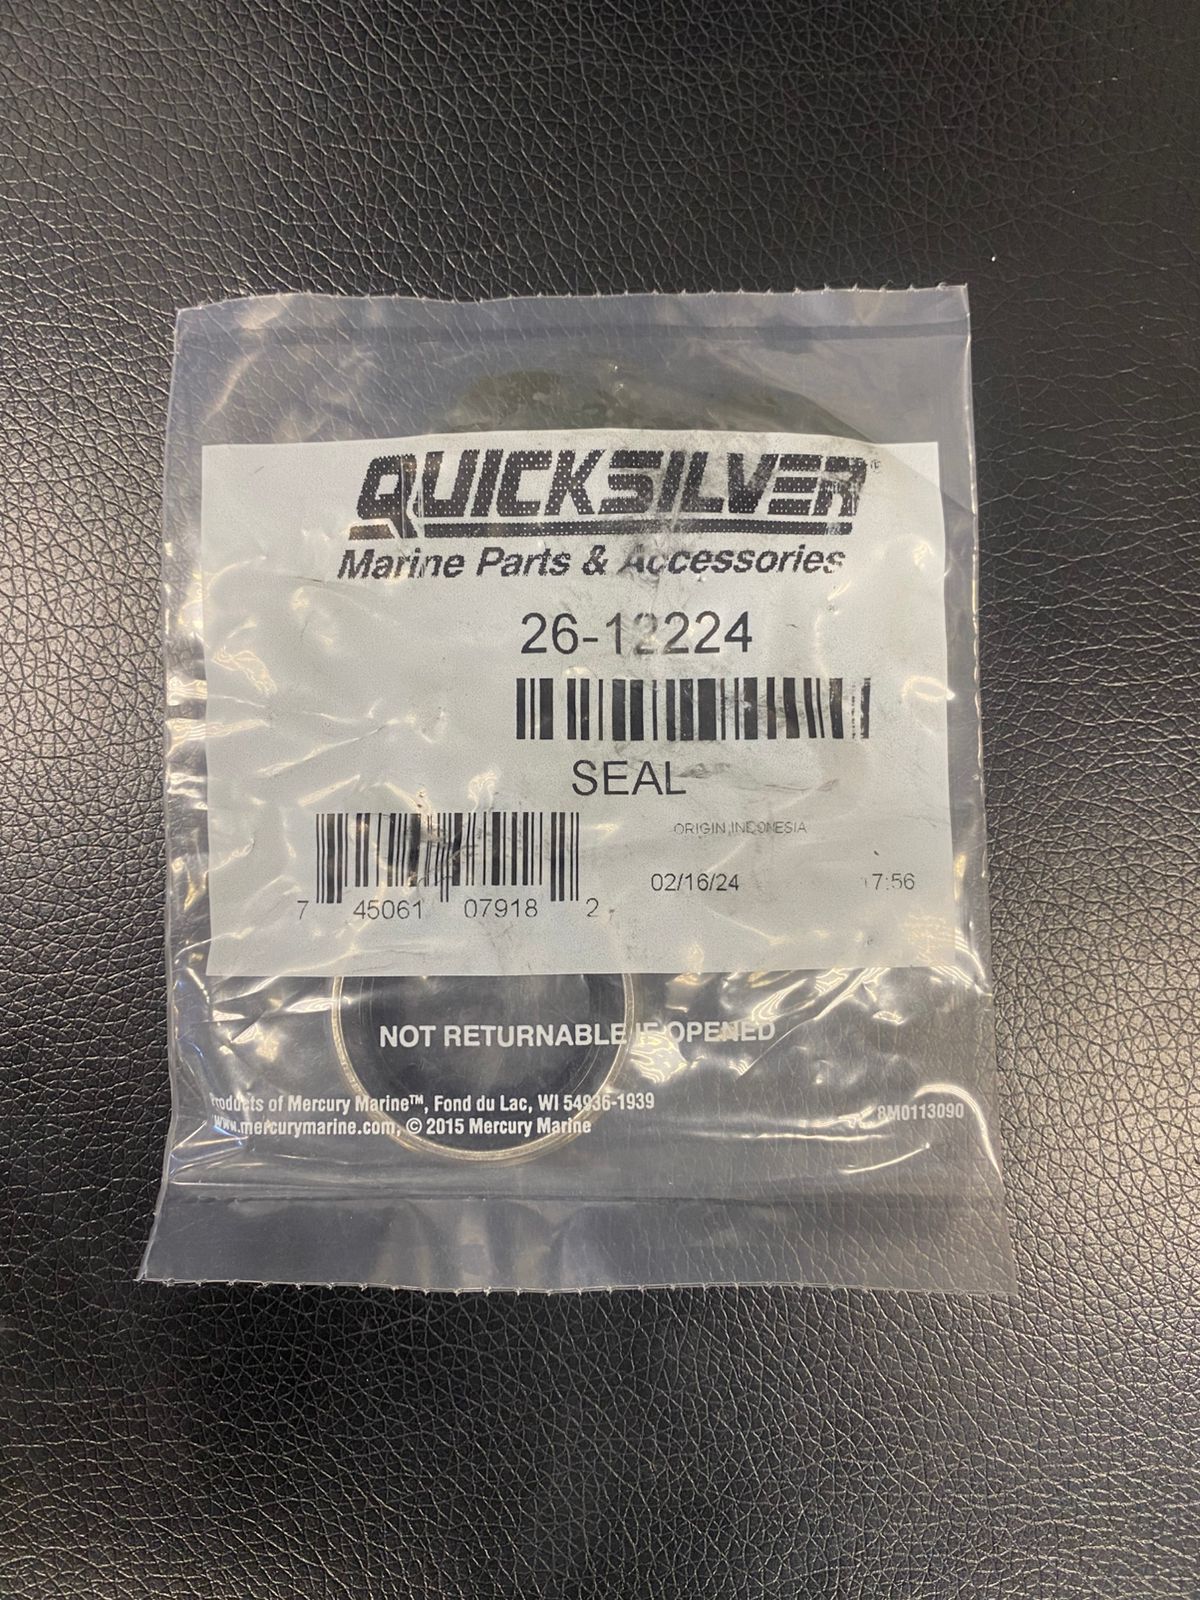 QUICKSILVER®
Marine Parts & Accessories
26-12224
SEAL
ORIGIN INDONESIA
7 45061 07918 2
02/16/24 17:56
NOT RETURNABLE IF OPENED
Products of Mercury Marine™, Fond du Lac, WI 54936-1939
www.mercurymarine.com, © 2015 Mercury Marine
8M0113090